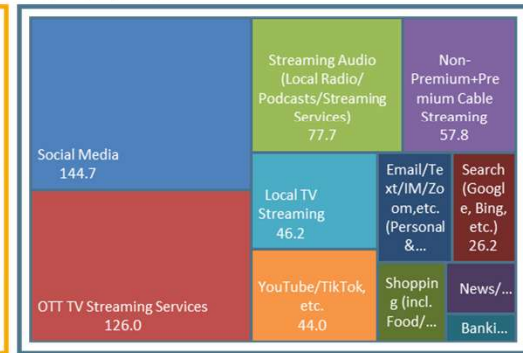 Social Media
144.7
OTT TV Streaming Services
126.0
Streaming Audio
(Local Radio/
Podcasts/Streaming
Services)
77.7
Non-
Premium+Pre
mium Cable
Streaming
57.8
Local TV
Streaming
46.2
YouTube/TikTok,
etc.
44.0
Email/Te
xt/IM/Zo
om,etc.
(Personal
&...
Search
(Googl
e, Bing,
etc.)
26.2
Shoppin
g (incl.
Food/...
News/...
Banki...